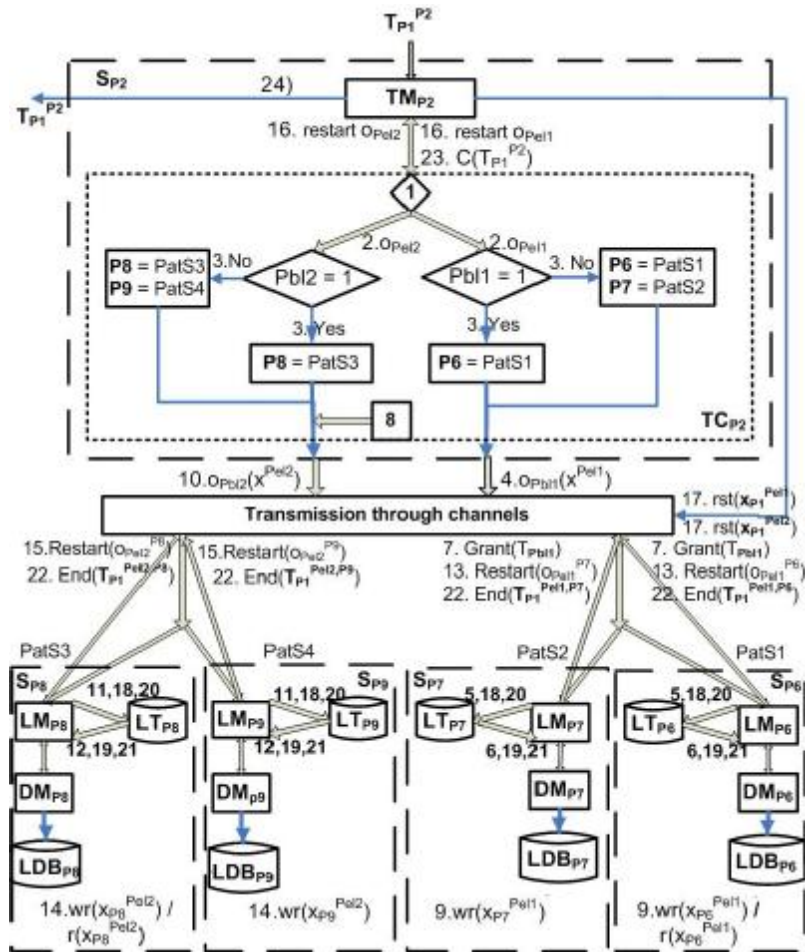 T_P1^P2
S_P2
24)
TM_P2
T_P1^P2
16. restart o_Pel2
16. restart o_Pel1
23. C(T_P1^P2)
1
2.o_Pel2
2.o_Pel1
P8 = PatS3
P9 = PatS4
3.No
Pbl2 = 1
Pbl1 = 1
3. No
P6 = PatS1
P7 = PatS2
3. Yes
3. Yes
P8 = PatS3
P6 = PatS1
8
TC_P2
10.o_Pbl2(x^Pel2)
4.o_Pbl1(x^Pel1)
Transmission through channels
17. rst(x_P1^Pel1)
17. rst(x_P1^Pel2)
15.Restart(o_Pel2^P8)
22. End(T_P1^Pel2,P8)
15.Restart(o_Pel2^P9)
22. End(T_P1^Pel2,P9)
7. Grant(T_Pbl1)
13. Restart(o_Pel1^P7)
22. End(T_P1^Pel1,P7)
7. Grant(T_Pbl1)
13. Restart(o_Pel1^P6)
22. End(T_P1^Pel1,P6)
PatS3
PatS4
PatS2
PatS1
S_P8
11,18,20
LM_P8
LT_P8
12,19,21
DM_P8
LDB_P8
14.wr(x_P8^Pel2) /
r(x_P8^Pel2)
S_P9
11,18,20
LM_P9
LT_P9
12,19,21
DM_p9
LDB_P9
14.wr(x_P9^Pel2)
S_P7
5,18,20
LT_P7
LM_P7
6,19,21
DM_P7
LDB_P7
9.wr(x_P7^Pel1)
S_P6
5,18,20
LT_P6
LM_P6
6,19,21
DM_P6
LDB_P6
9.wr(x_P6^Pel1) /
r(x_P6^Pel1)